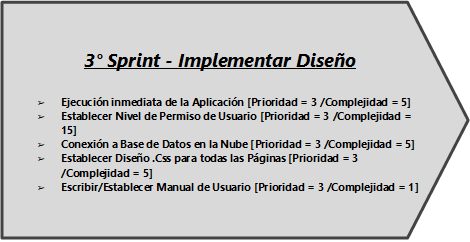 3° Sprint - Implementar Diseño
➢ Ejecución inmediata de la Aplicación [Prioridad = 3 /Complejidad = 5]
➢ Establecer Nivel de Permiso de Usuario [Prioridad = 3 /Complejidad =
15]
➢ Conexión a Base de Datos en la Nube [Prioridad = 3 /Complejidad = 5]
➢ Establecer Diseño .Css para todas las Páginas [Prioridad = 3
/Complejidad = 5]
➢ Escribir/Establecer Manual de Usuario [Prioridad = 3 /Complejidad = 1]